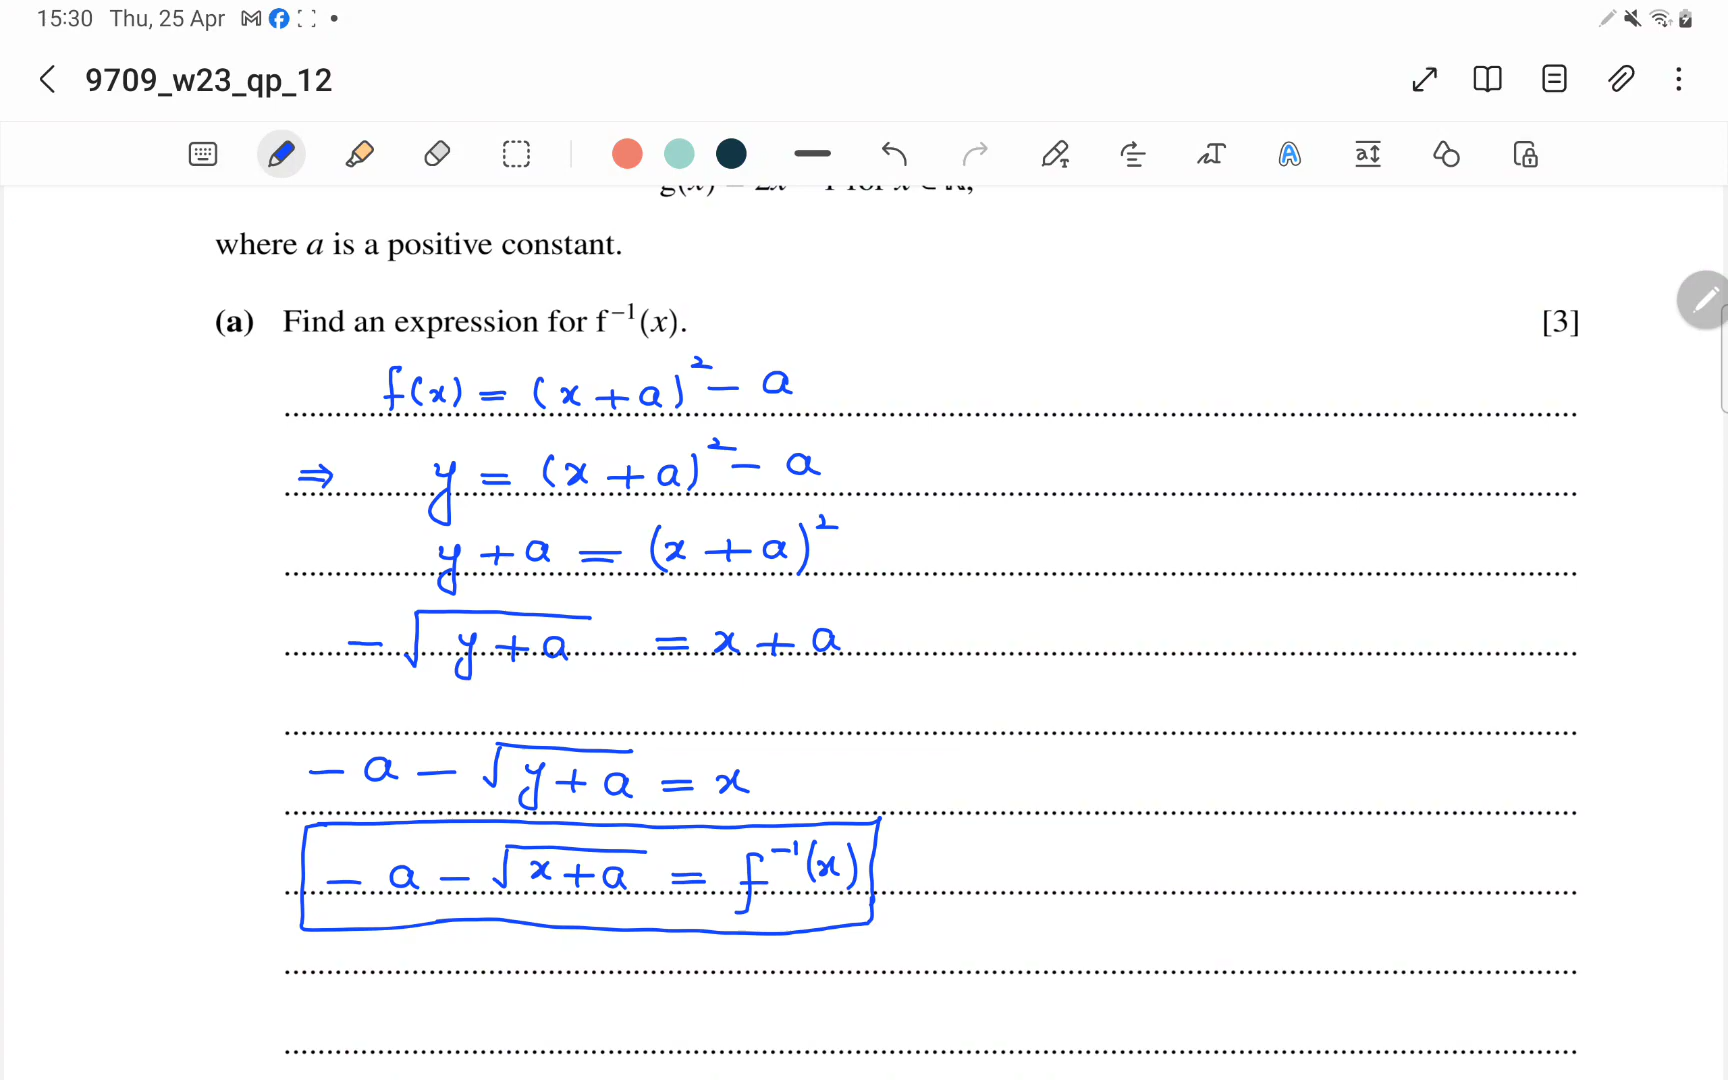 15:30 Thu, 25 Apr
9709_w23_qp_12
where a is a positive constant.
(a) Find an expression for f⁻¹(x). [3]
f(x) = (x + a)² − a
⇒ y = (x + a)² − a
y + a = (x + a)²
− √(y + a) = x + a
− a − √(y + a) = x
− a − √(x + a) = f⁻¹(x)